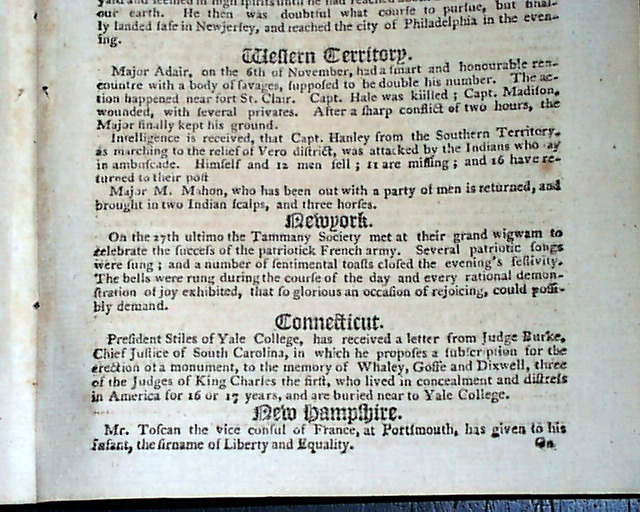 yard and seemed in high spirits until he had reached about
our earth. He then was doubtful what course to pursue, but final-
ly landed safe in Newjersey, and reached the city of Philadelphia in the even-
ing.
Western Territory.
Major Adair, on the 6th of November, had a smart and honourable ren-
countre with a body of savages, supposed to be double his number. The ac-
tion happened near fort St. Clair. Capt. Hale was killed; Capt. Madison,
wounded, with several privates. After a sharp conflict of two hours, the
Major finally kept his ground.
Intelligence is received, that Capt. Hanley from the Southern Territory,
as marching to the relief of Vero district, was attacked by the Indians who ay
in ambuscade. Himself and 12 men fell; 11 are missing; and 16 have re-
turned to their post
Major M. Mahon, who has been out with a party of men is returned, and
brought in two Indian scalps, and three horses.
Newyork.
On the 27th ultimo the Tammany Society met at their grand wigwam to
celebrate the success of the patriotick French army. Several patriotic songs
were sung; and a number of sentimental toasts closed the evening's festivity.
The bells were rung during the course of the day and every rational demon-
stration of joy exhibited, that so glorious an occasion of rejoicing, could possi-
bly demand.
Connecticut.
President Stiles of Yale College, has received a letter from Judge Burke,
Chief Justice of South Carolina, in which he proposes a subscription for the
erection of a monument, to the memory of Whaley, Goffe and Dixwell, three
of the Judges of King Charles the first, who lived in concealment and distress
in America for 16 or 17 years, and are buried near to Yale College.
New Hampshire.
Mr. Toscan the vice consul of France, at Portsmouth, has given to his
infant, the sirname of Liberty and Equality.
On